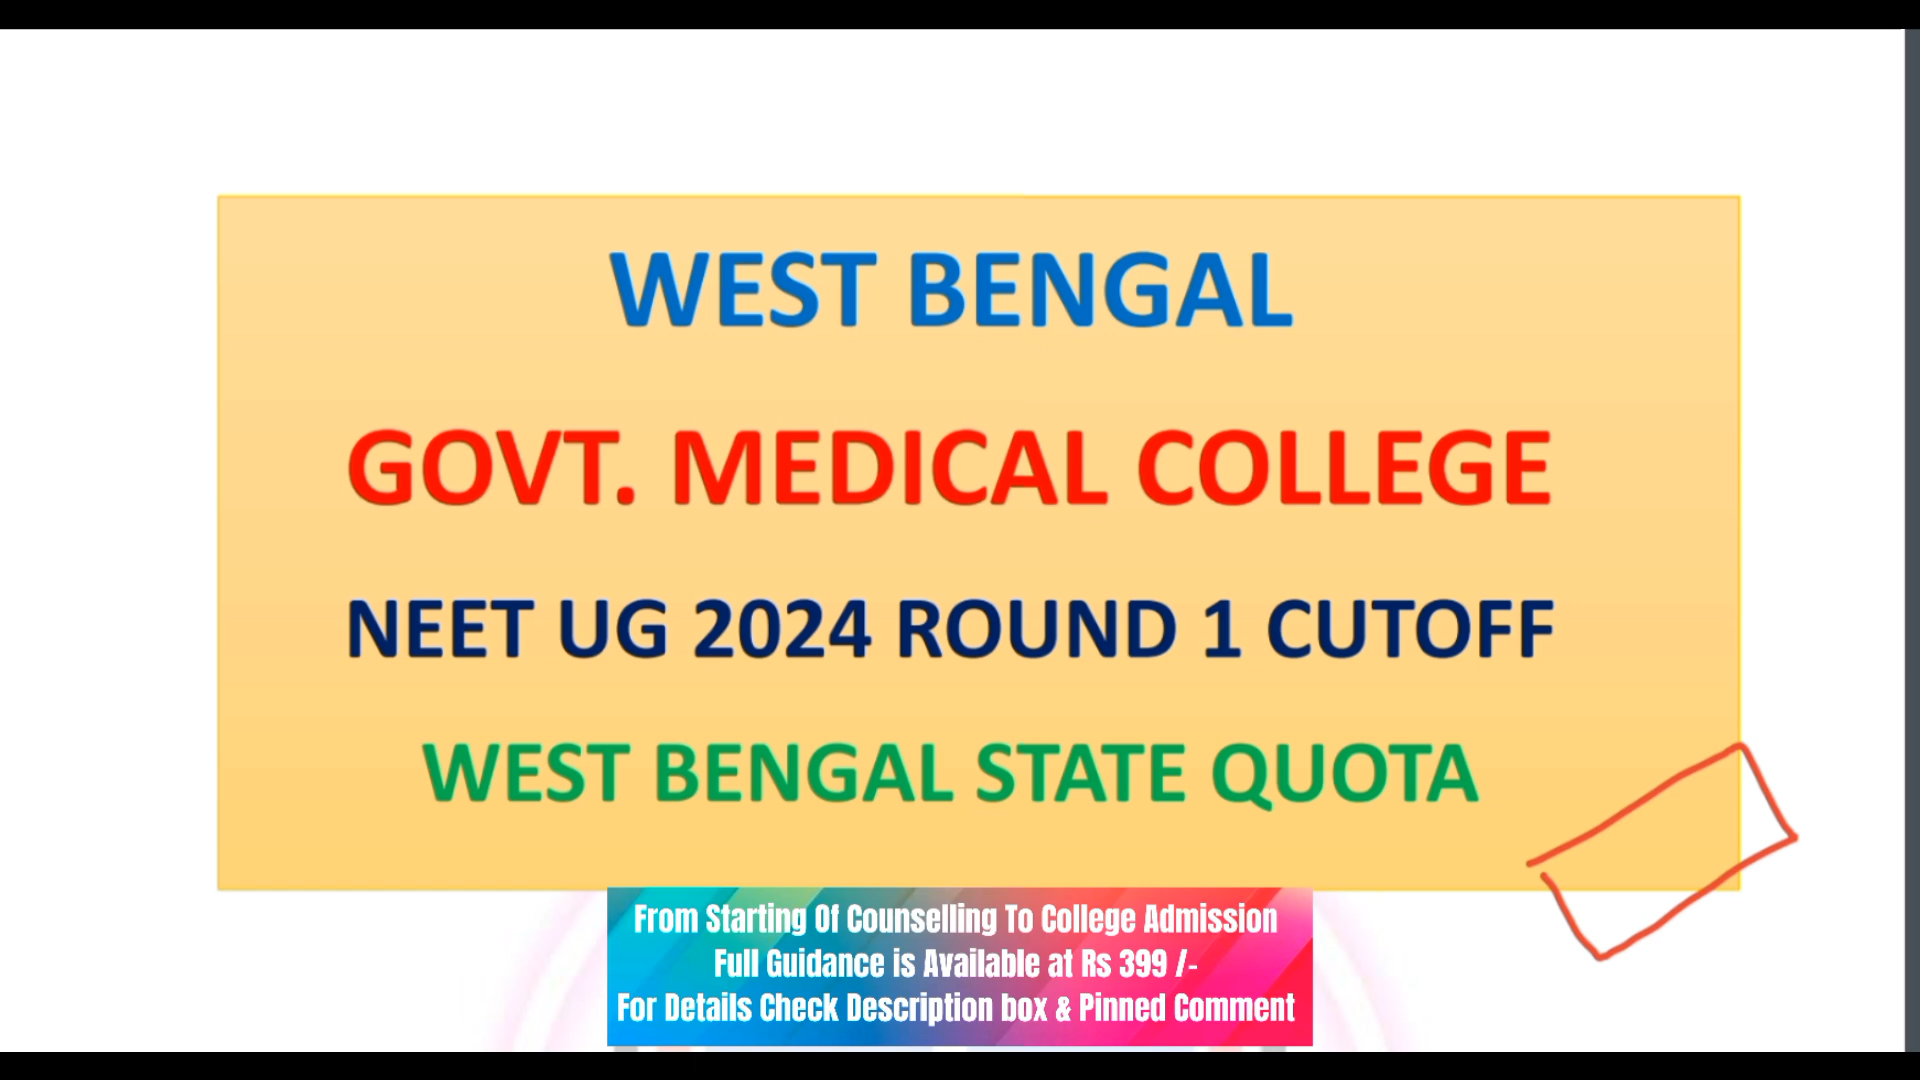 WEST BENGAL
GOVT. MEDICAL COLLEGE
NEET UG 2024 ROUND 1 CUTOFF
WEST BENGAL STATE QUOTA
From Starting Of Counselling To College Admission
Full Guidance is Available at Rs 399 /-
For Details Check Description box & Pinned Comment